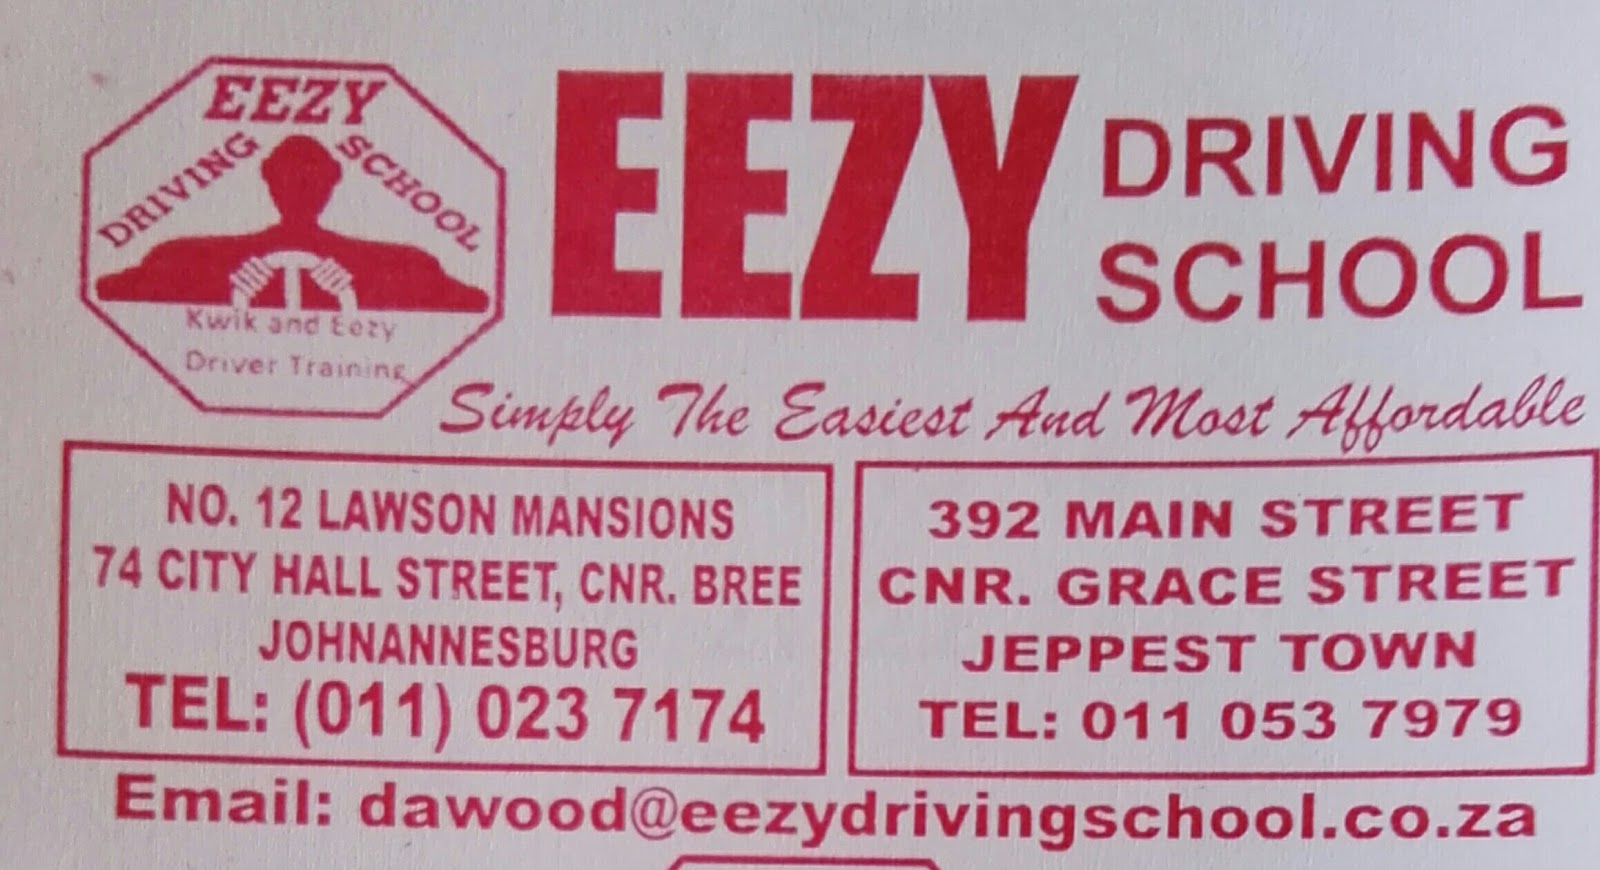 EEZY
DRIVING SCHOOL
Kwik and Eezy
Driver Training
EEZY DRIVING
SCHOOL
Simply The Easiest And Most Affordable
NO. 12 LAWSON MANSIONS
74 CITY HALL STREET, CNR. BREE
JOHNANNESBURG
TEL: (011) 023 7174
392 MAIN STREET
CNR. GRACE STREET
JEPPEST TOWN
TEL: 011 053 7979
Email: dawood@eezydrivingschool.co.za